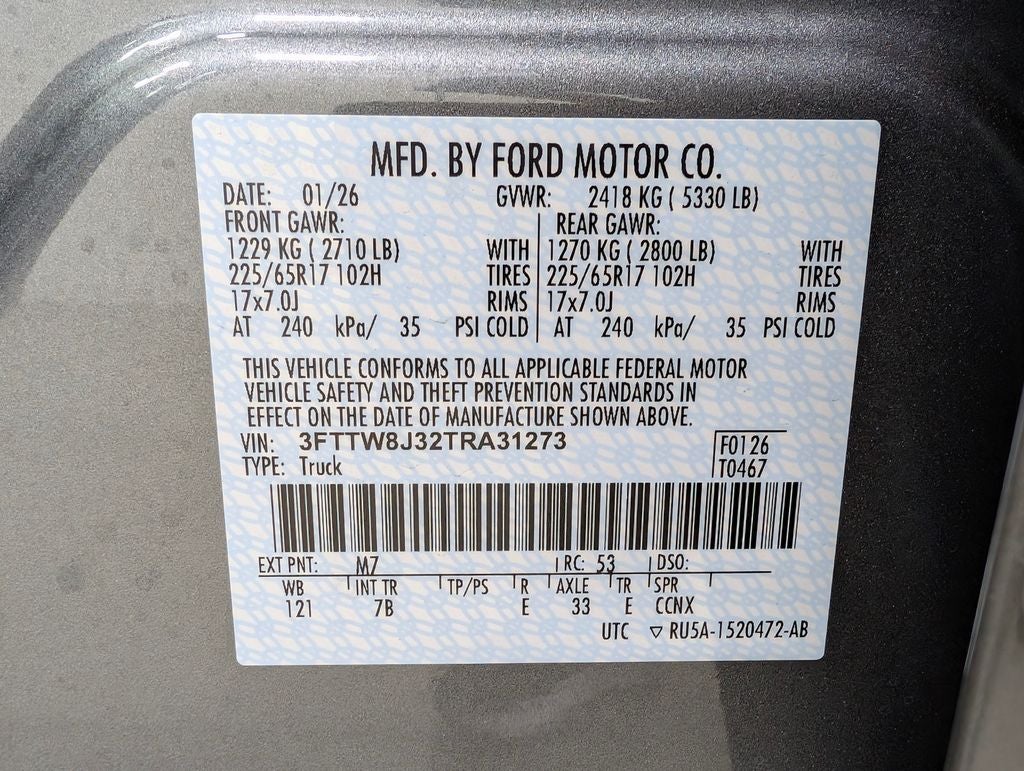 MFD. BY FORD MOTOR CO.
DATE: 01/26 GVWR: 2418 KG ( 5330 LB)
FRONT GAWR: REAR GAWR:
1229 KG ( 2710 LB) WITH 1270 KG ( 2800 LB) WITH
225/65R17 102H TIRES 225/65R17 102H TIRES
17x7.0J RIMS 17x7.0J RIMS
AT 240 kPa/ 35 PSI COLD AT 240 kPa/ 35 PSI COLD
THIS VEHICLE CONFORMS TO ALL APPLICABLE FEDERAL MOTOR
VEHICLE SAFETY AND THEFT PREVENTION STANDARDS IN
EFFECT ON THE DATE OF MANUFACTURE SHOWN ABOVE.
VIN: 3FTTW8J32TRA31273 F0126
TYPE: Truck T0467
EXT PNT: M7 RC: 53 DSO:
WB INT TR TP/PS R AXLE TR SPR
121 7B E 33 E CCNX
UTC ▽ RU5A-1520472-AB